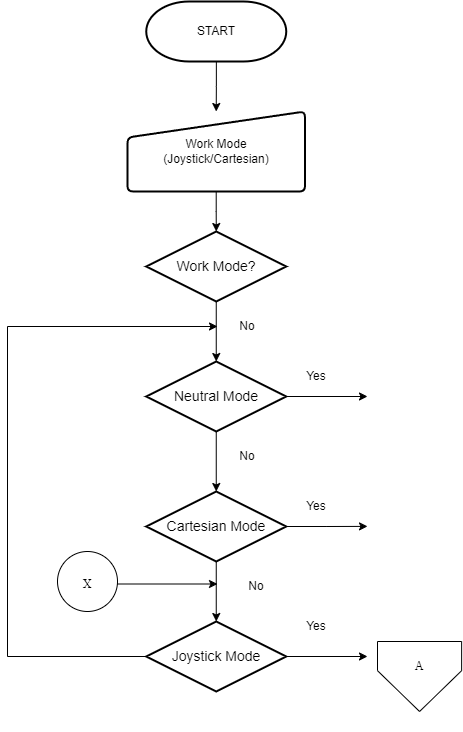 START
Work Mode
(Joystick/Cartesian)
Work Mode?
No
Neutral Mode
Yes
No
Cartesian Mode
Yes
X
No
Joystick Mode
Yes
A